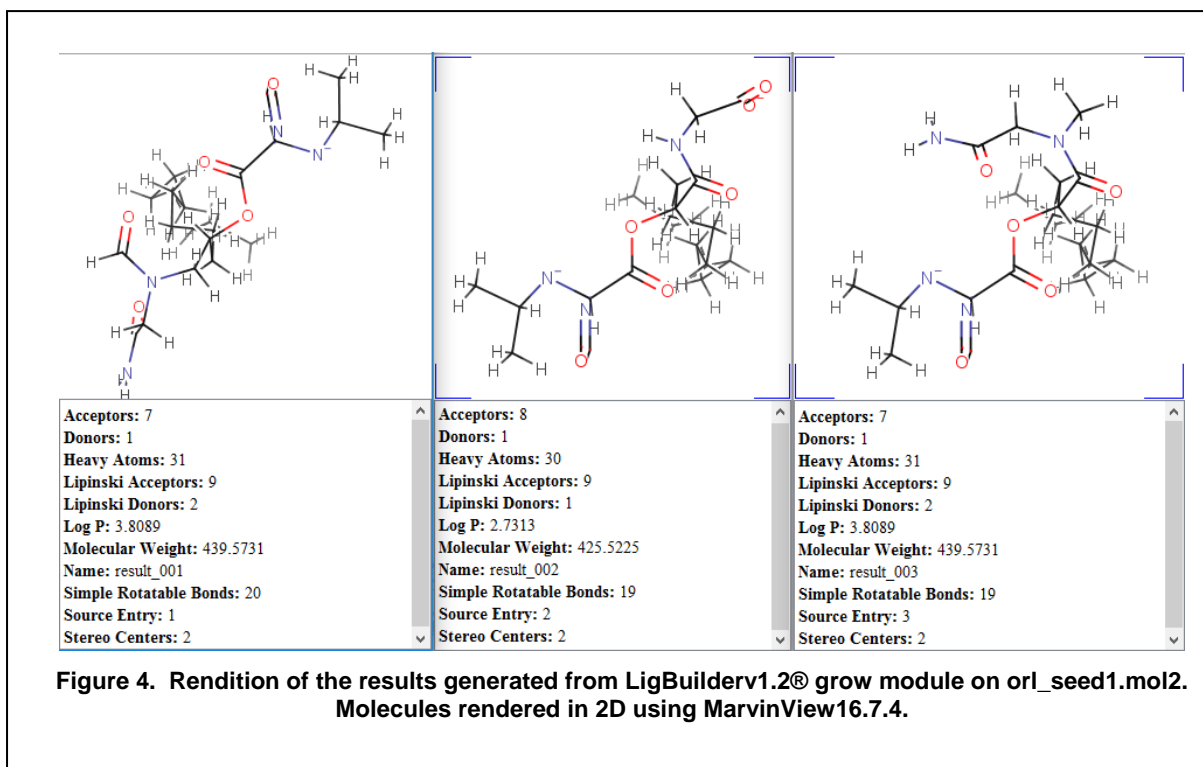 Acceptors: 7
Donors: 1
Heavy Atoms: 31
Lipinski Acceptors: 9
Lipinski Donors: 2
Log P: 3.8089
Molecular Weight: 439.5731
Name: result_001
Simple Rotatable Bonds: 20
Source Entry: 1
Stereo Centers: 2
Acceptors: 8
Donors: 1
Heavy Atoms: 30
Lipinski Acceptors: 9
Lipinski Donors: 1
Log P: 2.7313
Molecular Weight: 425.5225
Name: result_002
Simple Rotatable Bonds: 19
Source Entry: 2
Stereo Centers: 2
Acceptors: 7
Donors: 1
Heavy Atoms: 31
Lipinski Acceptors: 9
Lipinski Donors: 2
Log P: 3.8089
Molecular Weight: 439.5731
Name: result_003
Simple Rotatable Bonds: 19
Source Entry: 3
Stereo Centers: 2
Figure 4. Rendition of the results generated from LigBuilderv1.2® grow module on orl_seed1.mol2.
Molecules rendered in 2D using MarvinView16.7.4.